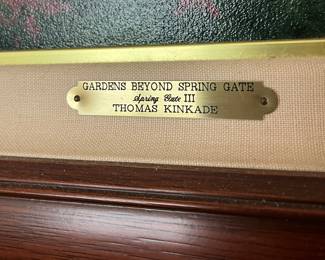 GARDENS BEYOND SPRING GATE
Spring Gate III
THOMAS KINKADE